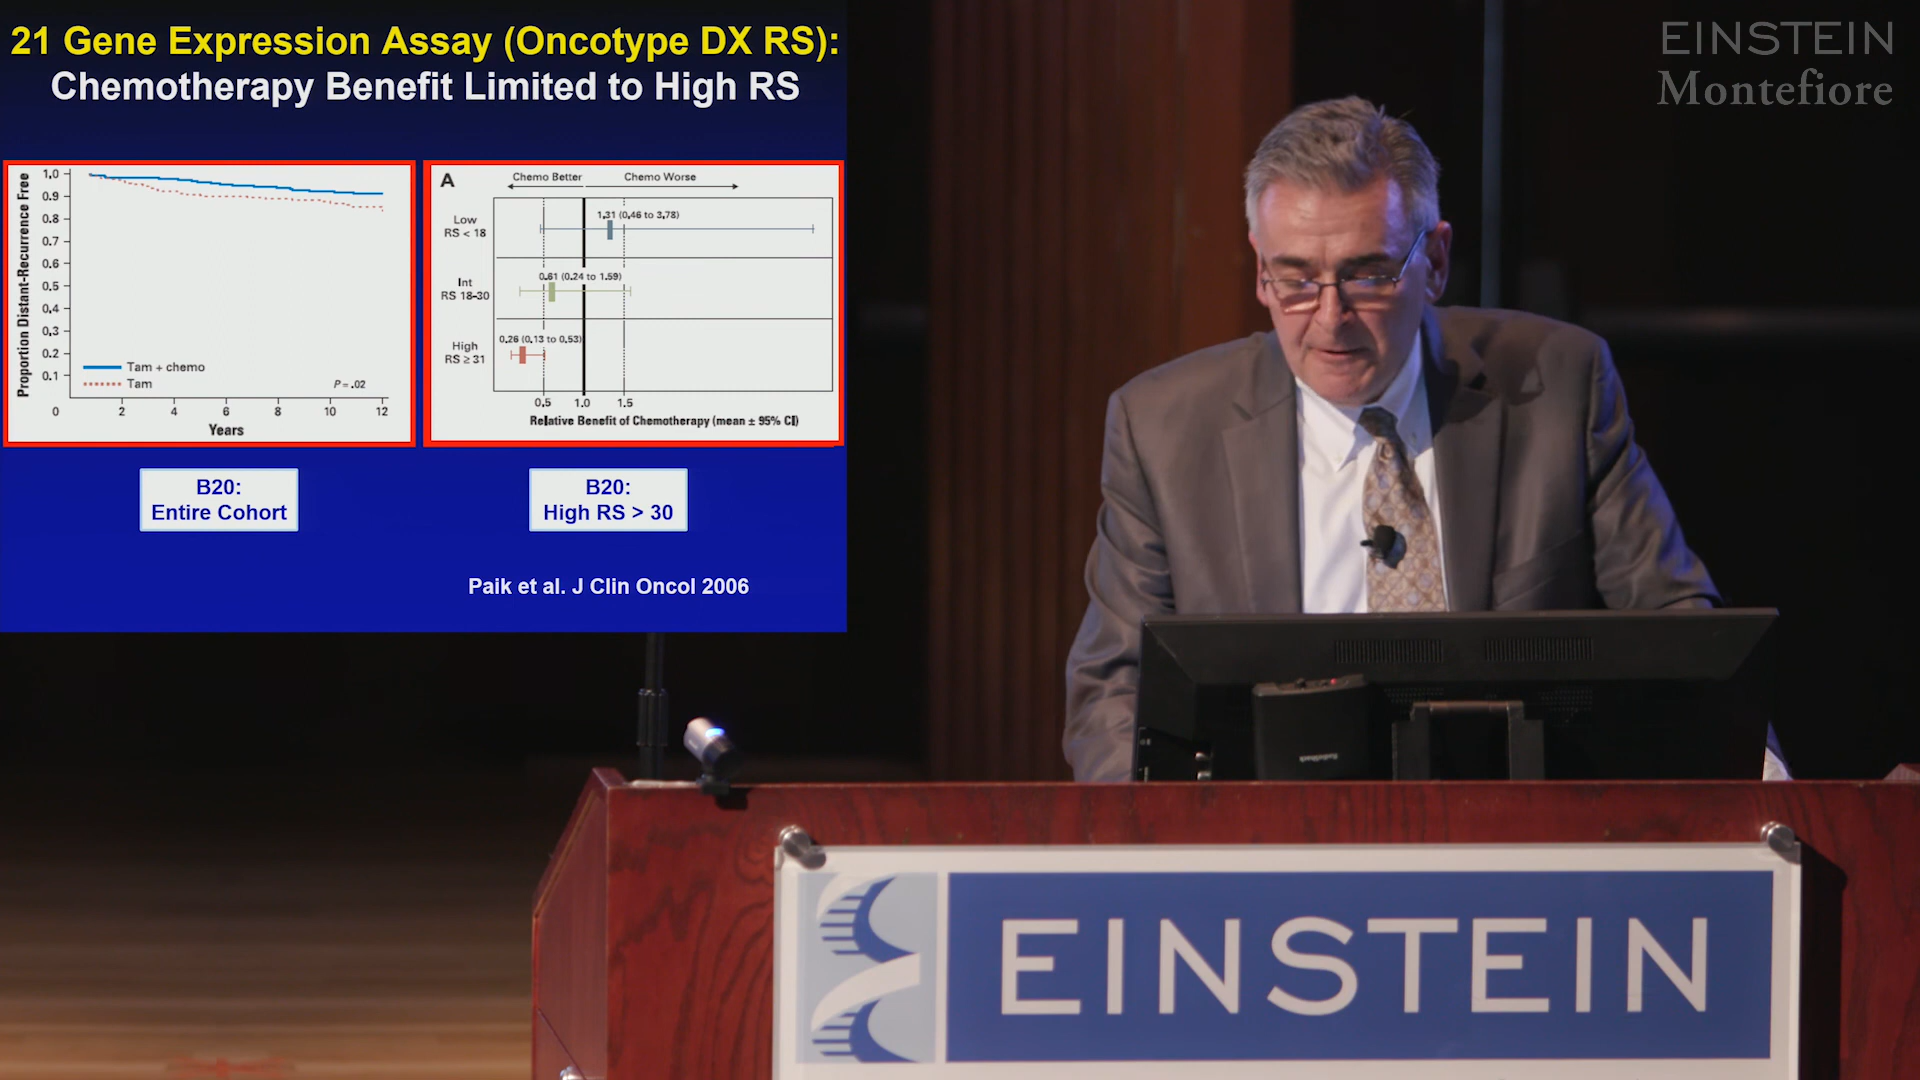 21 Gene Expression Assay (Oncotype DX RS):
Chemotherapy Benefit Limited to High RS
Proportion Distant-Recurrence Free
1.0
0.9
0.8
0.7
0.6
0.5
0.4
0.3
0.2
0.1
0
2
4
6
8
10
12
Years
Tam + chemo
Tam
P = .02
A
Chemo Better
Chemo Worse
Low
RS < 18
1.31 (0.46 to 3.78)
Int
RS 18-30
0.61 (0.24 to 1.59)
High
RS ≥ 31
0.26 (0.13 to 0.53)
0.5
1.0
1.5
Relative Benefit of Chemotherapy (mean ± 95% CI)
B20:
Entire Cohort
B20:
High RS > 30
Paik et al. J Clin Oncol 2006
EINSTEIN
Montefiore
EINSTEIN